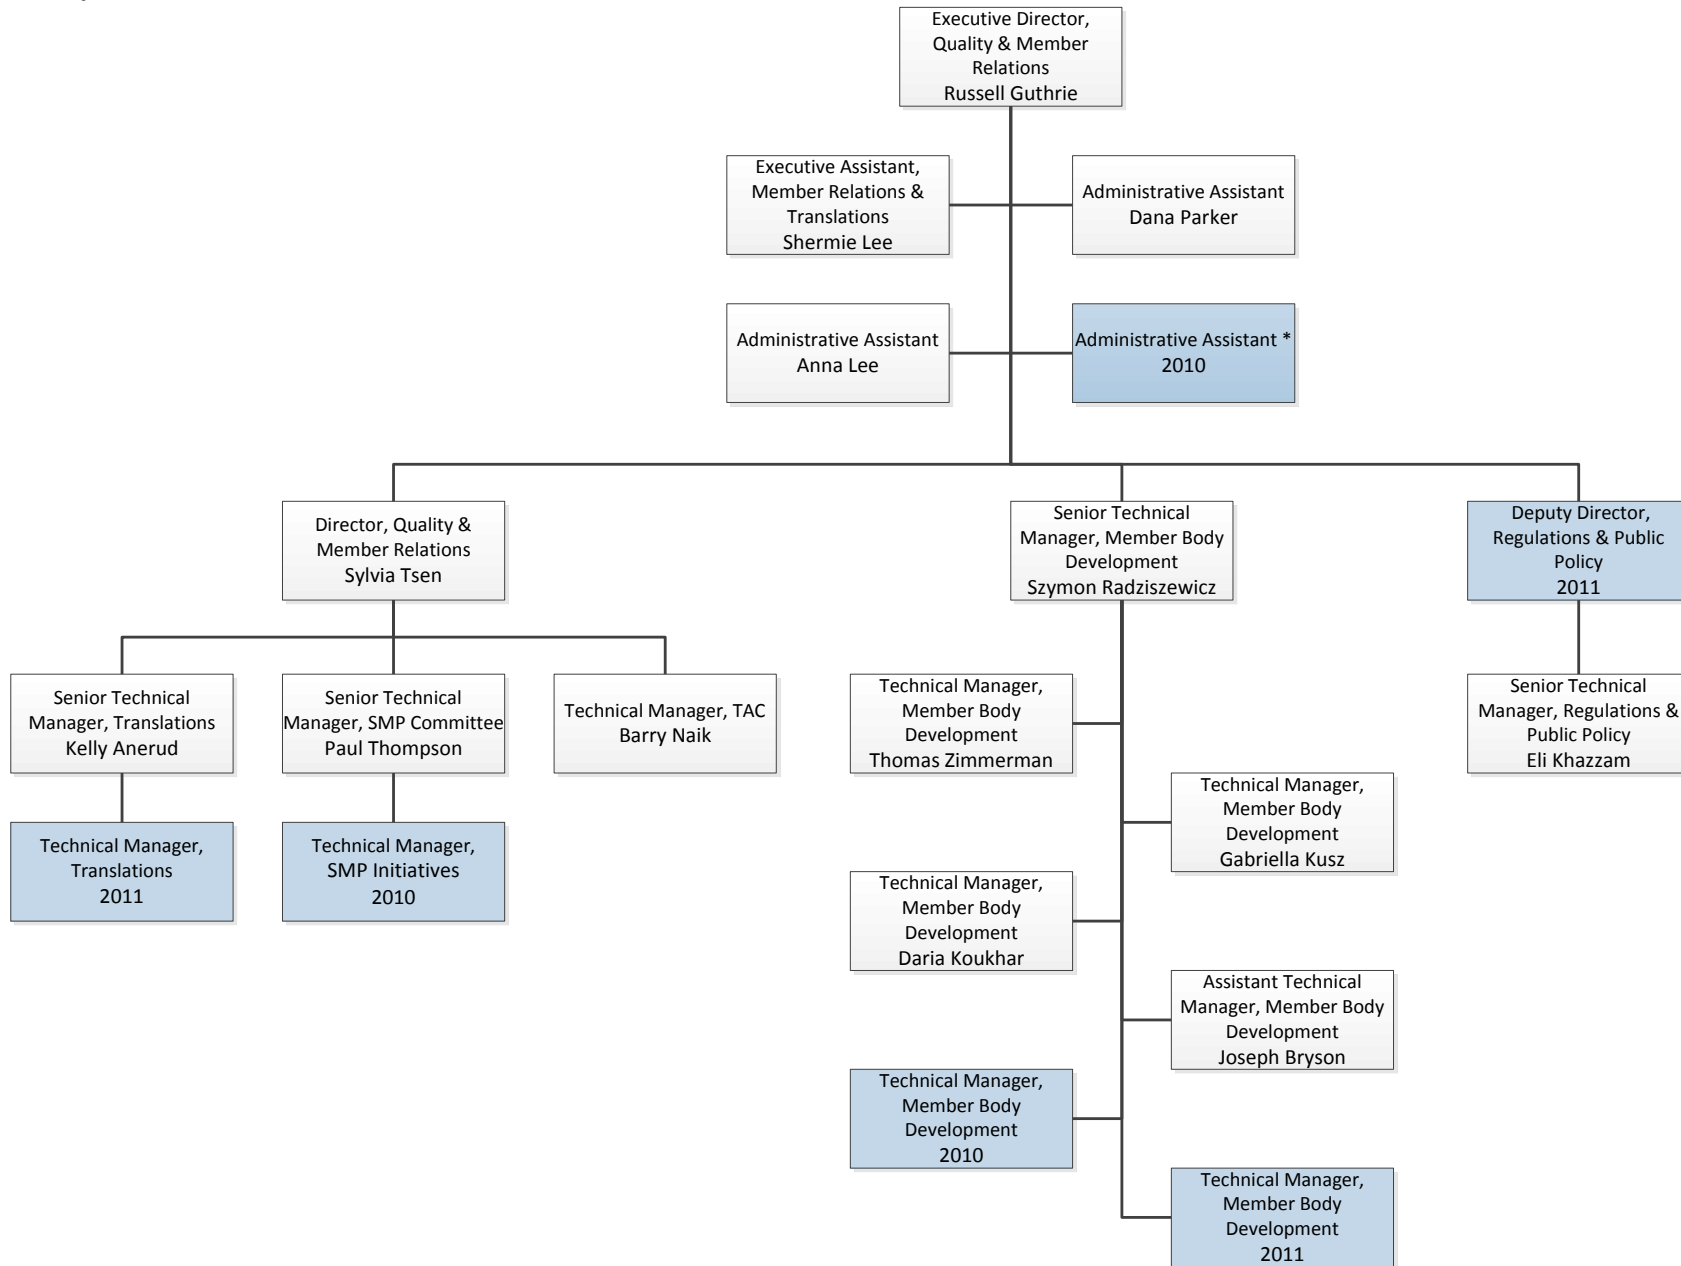 Executive Director,
Quality & Member
Relations
Russell Guthrie
Executive Assistant,
Member Relations &
Translations
Shermie Lee
Administrative Assistant
Dana Parker
Administrative Assistant
Anna Lee
Administrative Assistant *
2010
Director, Quality &
Member Relations
Sylvia Tsen
Senior Technical
Manager, Member Body
Development
Szymon Radziszewicz
Deputy Director,
Regulations & Public
Policy
2011
Senior Technical
Manager, Translations
Kelly Anerud
Senior Technical
Manager, SMP Committee
Paul Thompson
Technical Manager, TAC
Barry Naik
Technical Manager,
Member Body
Development
Thomas Zimmerman
Senior Technical
Manager, Regulations &
Public Policy
Eli Khazzam
Technical Manager,
Member Body
Development
Gabriella Kusz
Technical Manager,
Translations
2011
Technical Manager,
SMP Initiatives
2010
Technical Manager,
Member Body
Development
Daria Koukhar
Assistant Technical
Manager, Member Body
Development
Joseph Bryson
Technical Manager,
Member Body
Development
2010
Technical Manager,
Member Body
Development
2011